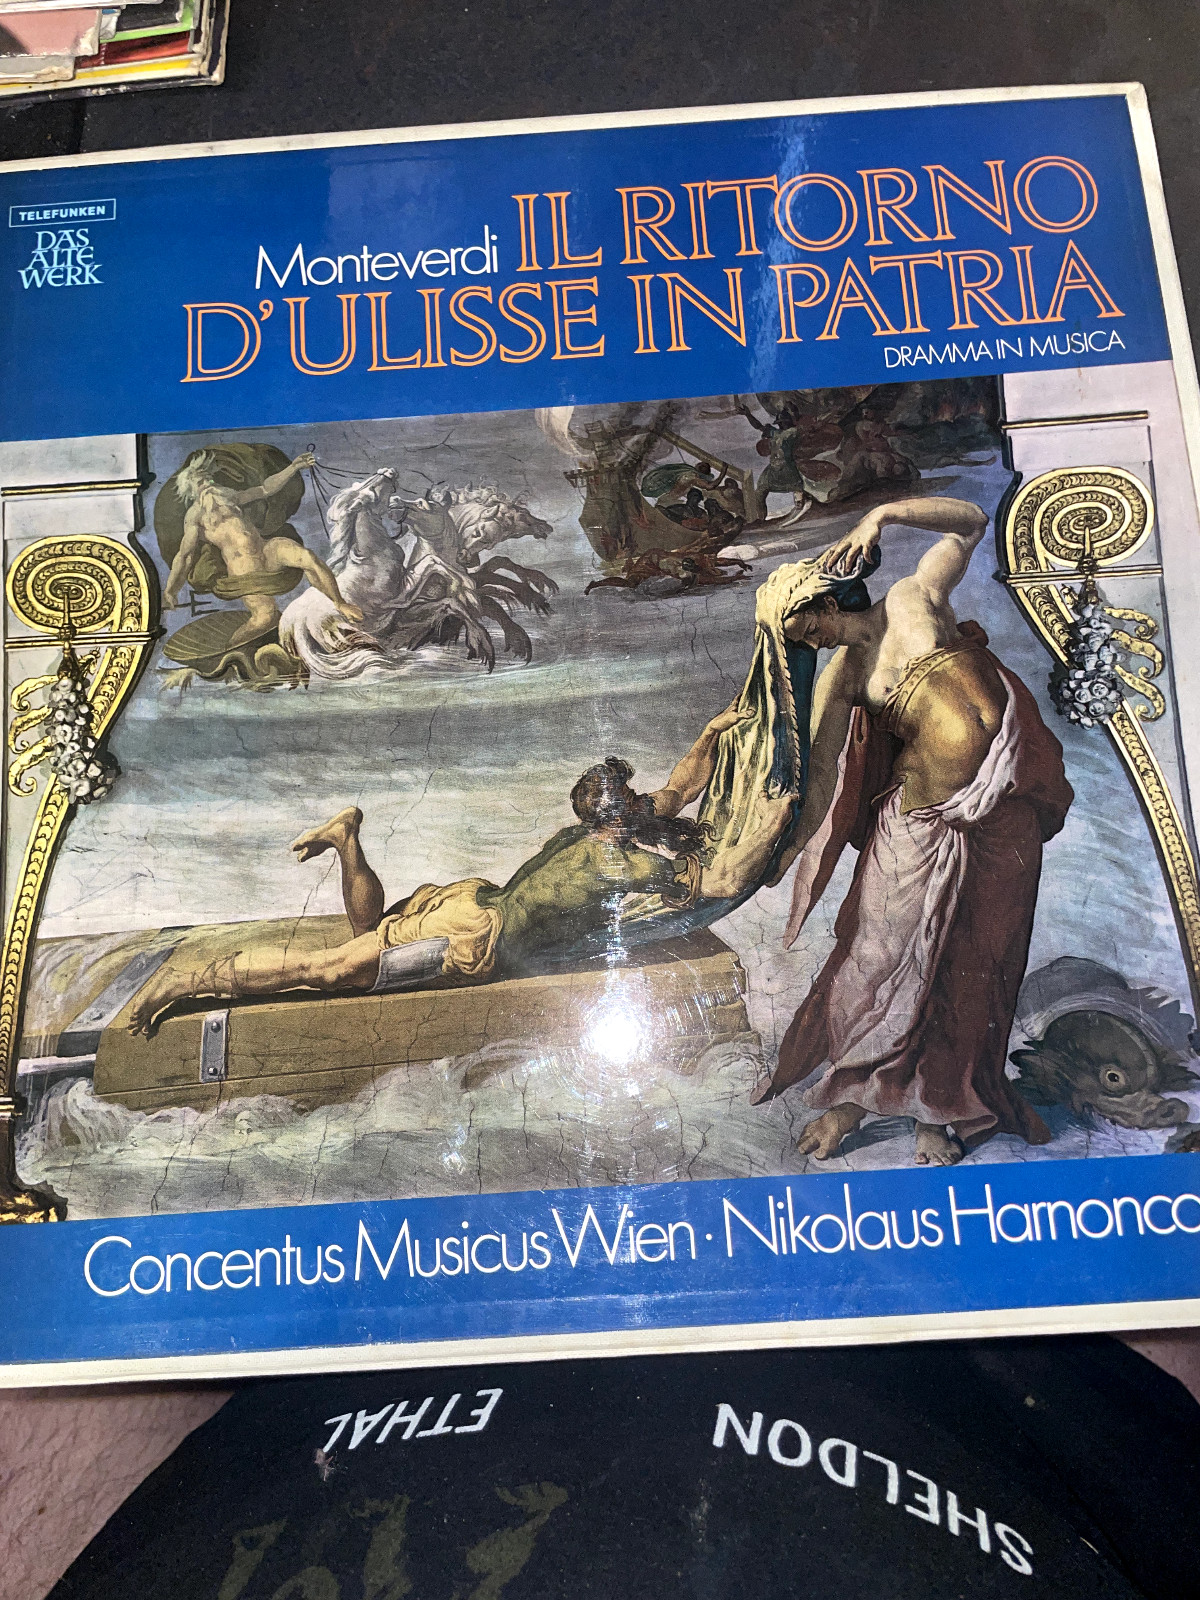 TELEFUNKEN
DAS
ALTE
WERK
Monteverdi IL RITORNO
D'ULISSE IN PATRIA
DRAMMA IN MUSICA
Concentus Musicus Wien · Nikolaus Harnonco
ETHAL
SHELDON